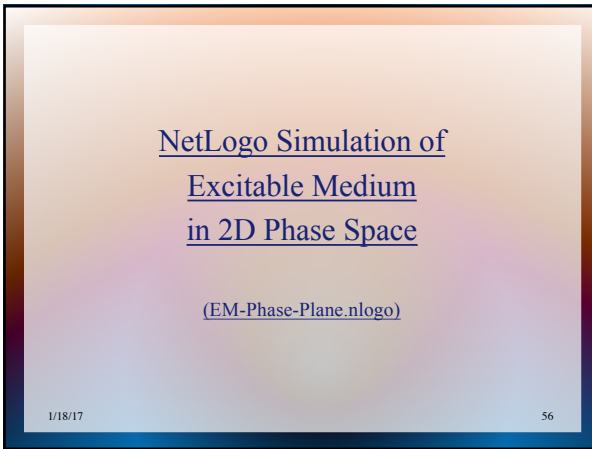 NetLogo Simulation of
Excitable Medium
in 2D Phase Space
(EM-Phase-Plane.nlogo)
1/18/17
56